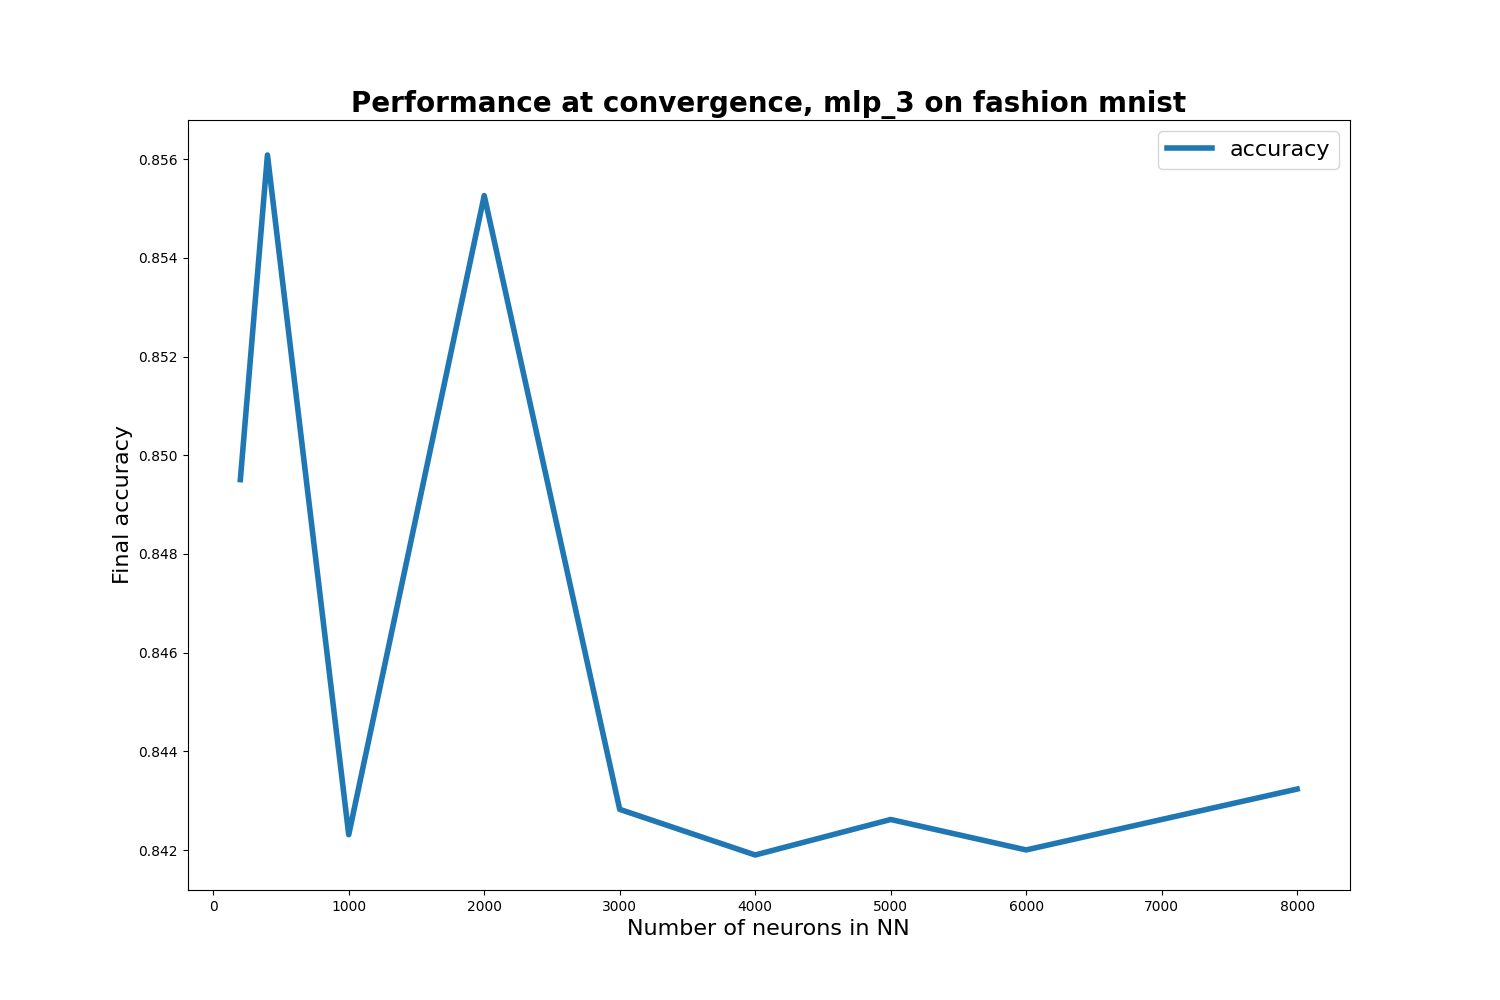 Performance at convergence, mlp_3 on fashion mnist
accuracy
0.856
0.854
0.852
0.850
0.848
0.846
0.844
0.842
Final accuracy
0 1000 2000 3000 4000 5000 6000 7000 8000
Number of neurons in NN